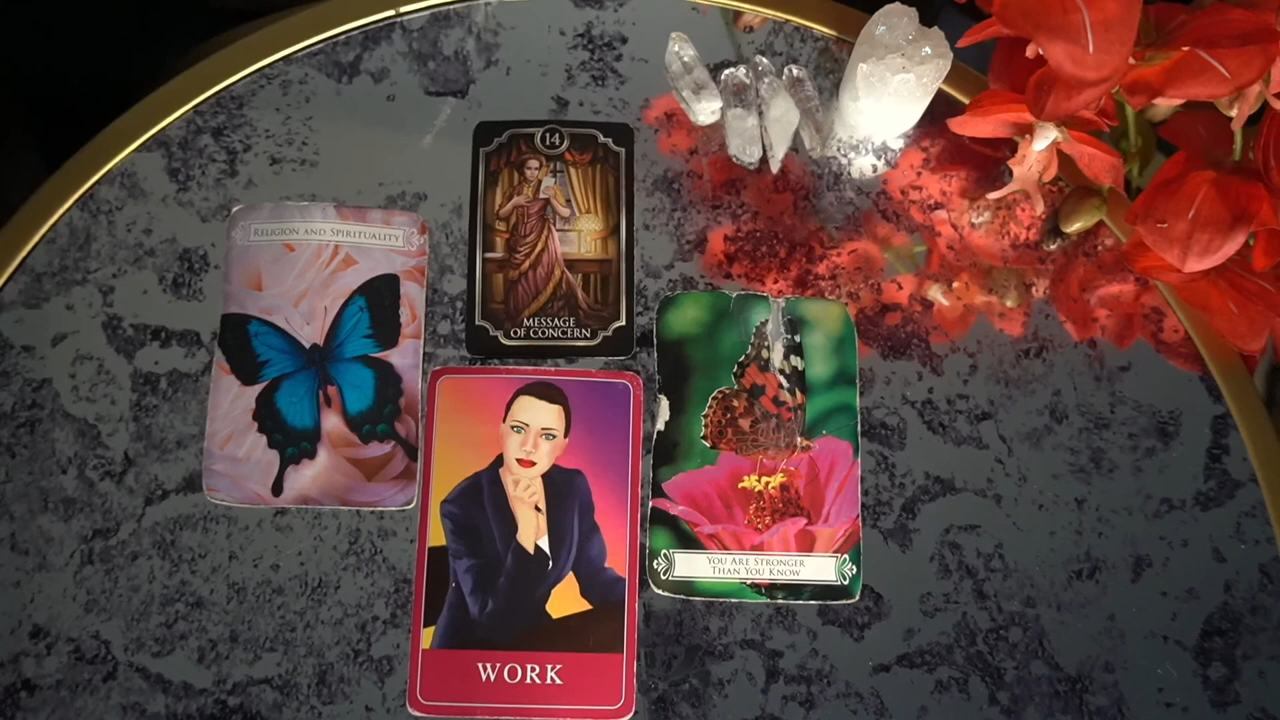 14
MESSAGE
OF CONCERN
RELIGION AND SPIRITUALITY
WORK
YOU ARE STRONGER
THAN YOU KNOW